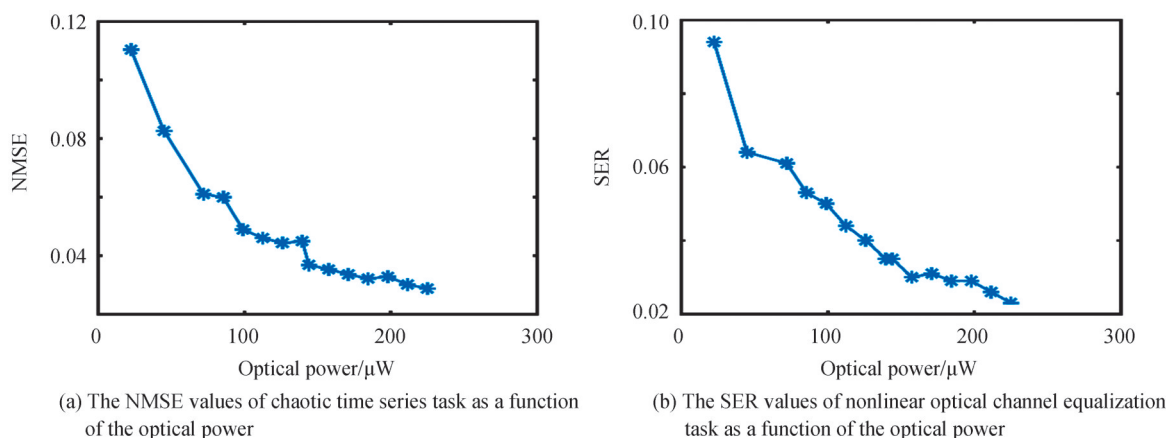 0.12
0.08
0.04
NMSE
0
100
200
300
Optical power/μW
(a) The NMSE values of chaotic time series task as a function
of the optical power
0.10
0.06
0.02
SER
0
100
200
300
Optical power/μW
(b) The SER values of nonlinear optical channel equalization
task as a function of the optical power